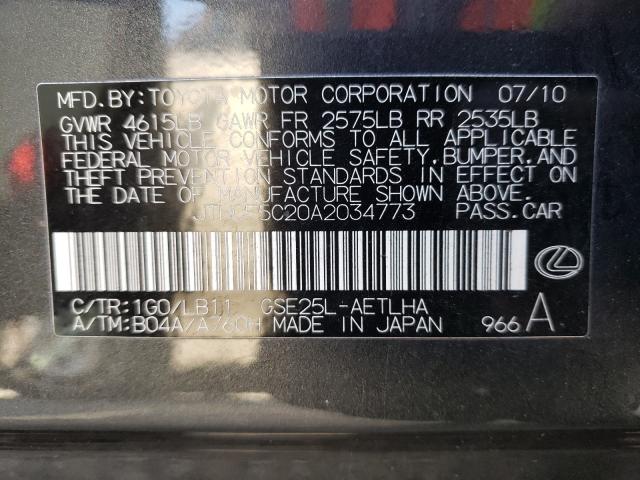 MFD.BY:TOYOTA MOTOR CORPORATION 07/10
GVWR 4615LB GAWR FR 2575LB RR 2535LB
THIS VEHICLE CONFORMS TO ALL APPLICABLE
FEDERAL MOTOR VEHICLE SAFETY,BUMPER,AND
THEFT PREVENTION STANDARDS IN EFFECT ON
THE DATE OF MANUFACTURE SHOWN ABOVE.
PASS.CAR
C/TR:1G0/LB11 GSE25L-AETLHA
A/TM:B04A/A760H MADE IN JAPAN 966 A